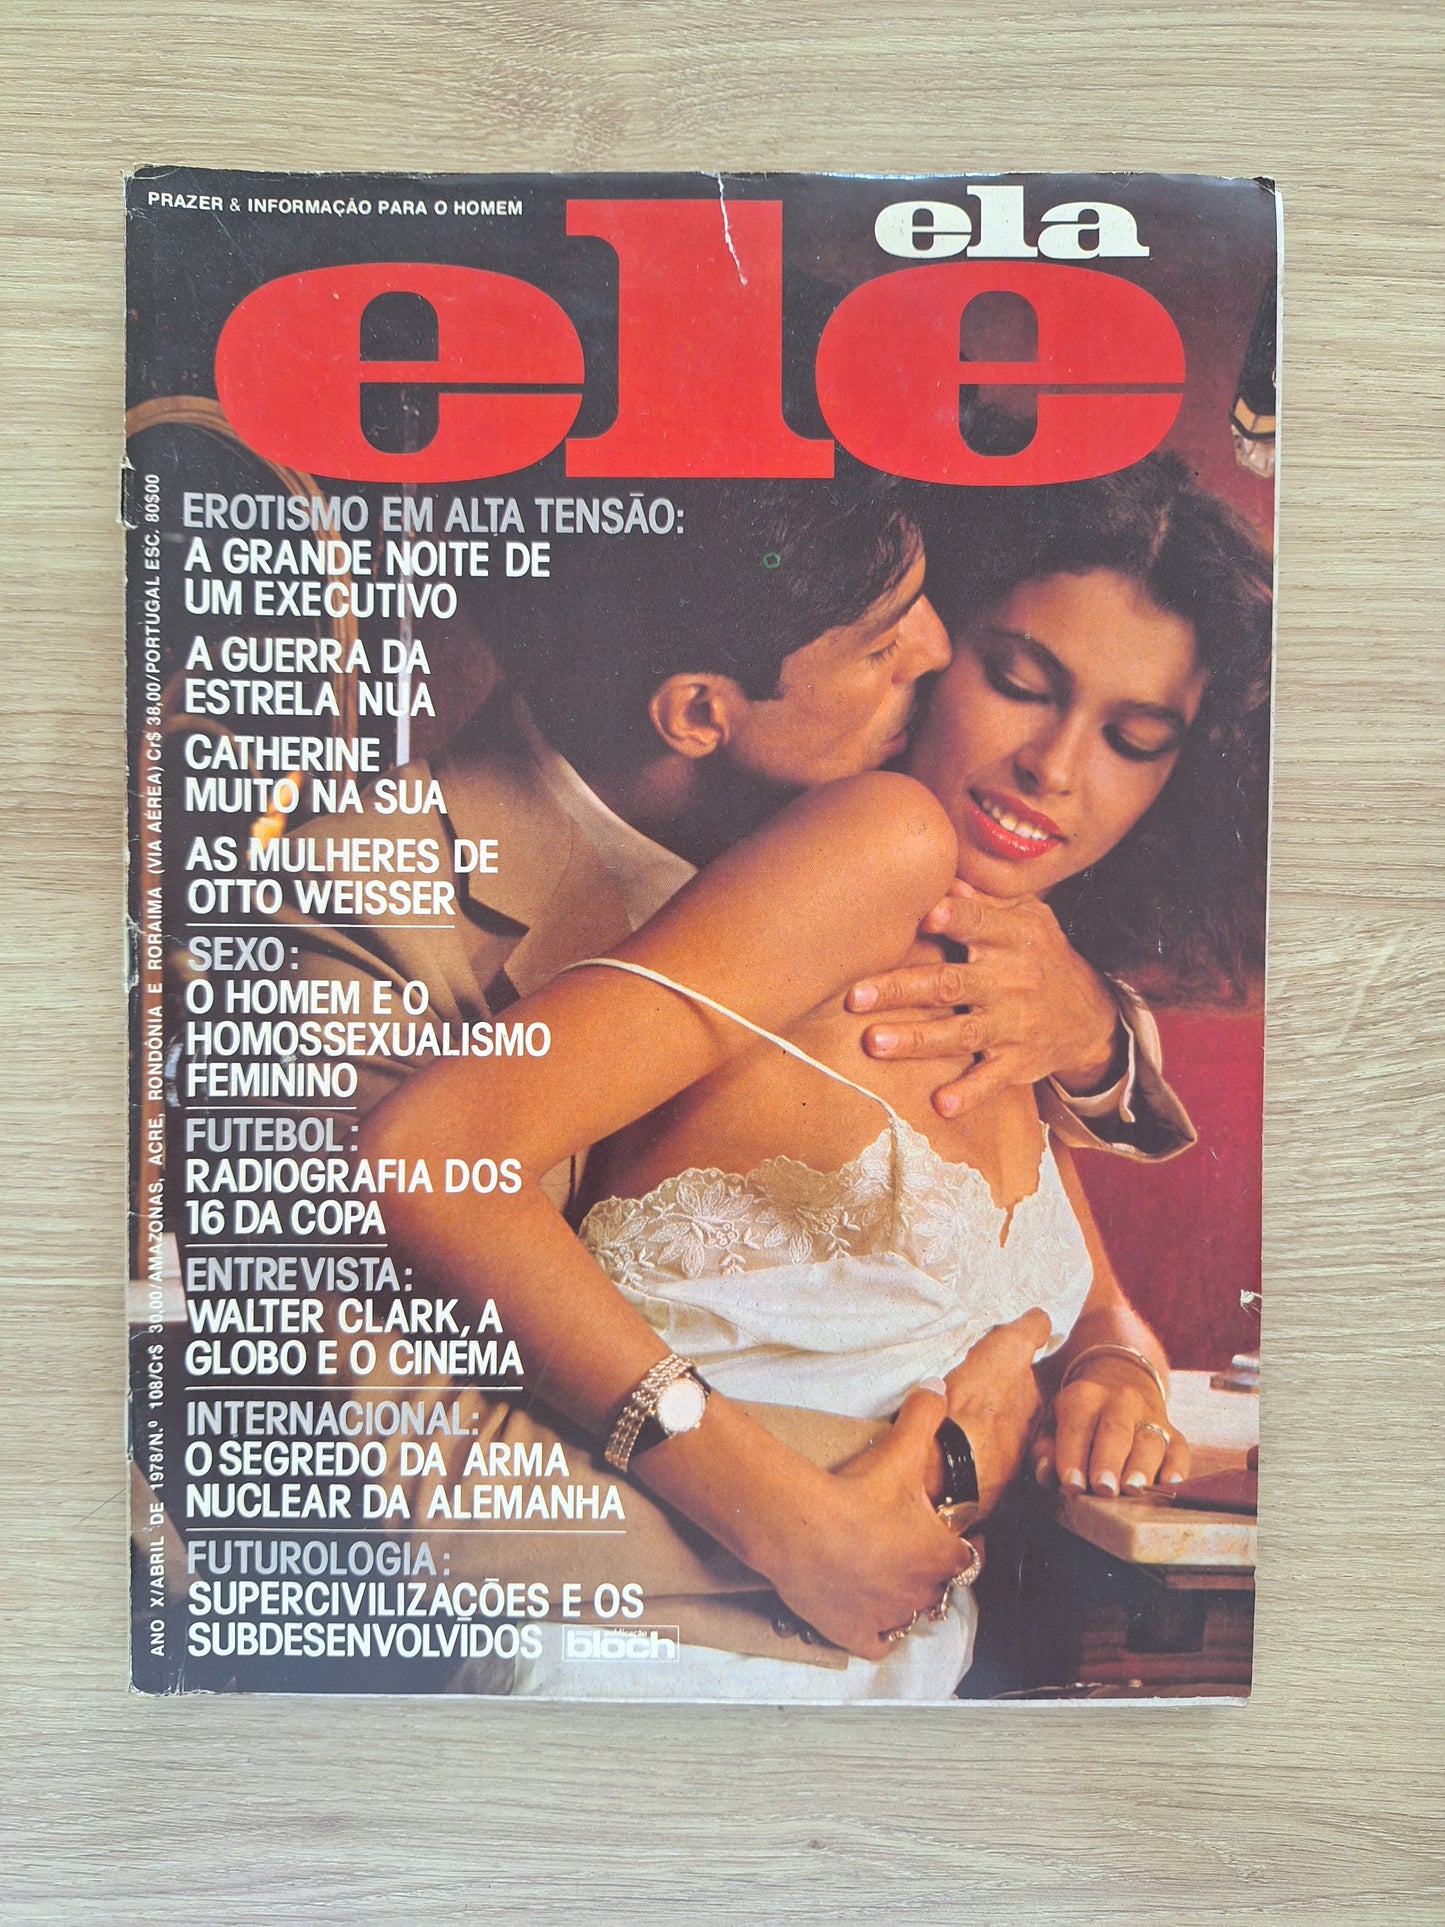 PRAZER & INFORMAÇÃO PARA O HOMEM
ela
ele
EROTISMO EM ALTA TENSÃO:
A GRANDE NOITE DE
UM EXECUTIVO
A GUERRA DA
ESTRELA NUA
CATHERINE
MUITO NA SUA
AS MULHERES DE
OTTO WEISSER
SEXO:
O HOMEM E O
HOMOSSEXUALISMO
FEMININO
FUTEBOL:
RADIOGRAFIA DOS
16 DA COPA
ENTREVISTA:
WALTER CLARK, A
GLOBO E O CINEMA
INTERNACIONAL:
O SEGREDO DA ARMA
NUCLEAR DA ALEMANHA
FUTUROLOGIA:
SUPERCIVILIZAÇÕES E OS
SUBDESENVOLVIDOS
publicação
bloch
ANO X/ABRIL DE 1978/N.º 108/Cr$ 30,00/AMAZONAS, ACRE, RONDÔNIA E RORAIMA (VIA AÉREA) Cr$ 38,00/PORTUGAL ESC. 80$00